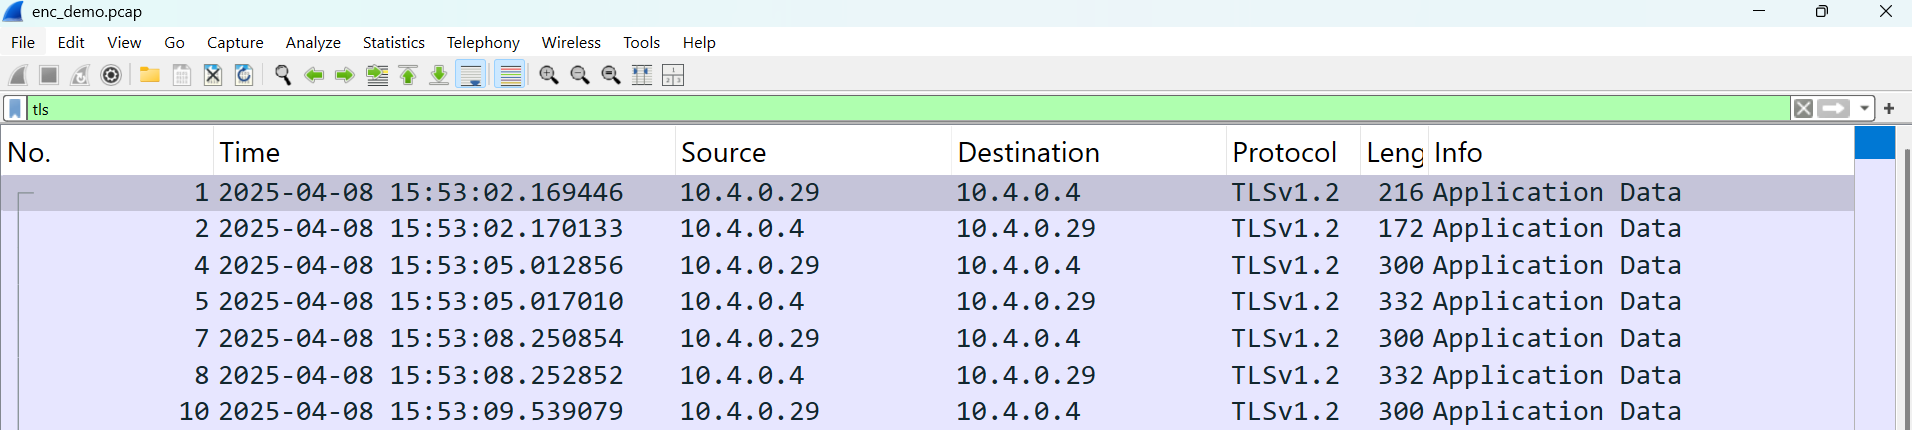 enc_demo.pcap
File Edit View Go Capture Analyze Statistics Telephony Wireless Tools Help
tls
No. Time Source Destination Protocol Leng Info
1 2025-04-08 15:53:02.169446 10.4.0.29 10.4.0.4 TLSv1.2 216 Application Data
2 2025-04-08 15:53:02.170133 10.4.0.4 10.4.0.29 TLSv1.2 172 Application Data
4 2025-04-08 15:53:05.012856 10.4.0.29 10.4.0.4 TLSv1.2 300 Application Data
5 2025-04-08 15:53:05.017010 10.4.0.4 10.4.0.29 TLSv1.2 332 Application Data
7 2025-04-08 15:53:08.250854 10.4.0.29 10.4.0.4 TLSv1.2 300 Application Data
8 2025-04-08 15:53:08.252852 10.4.0.4 10.4.0.29 TLSv1.2 332 Application Data
10 2025-04-08 15:53:09.539079 10.4.0.29 10.4.0.4 TLSv1.2 300 Application Data